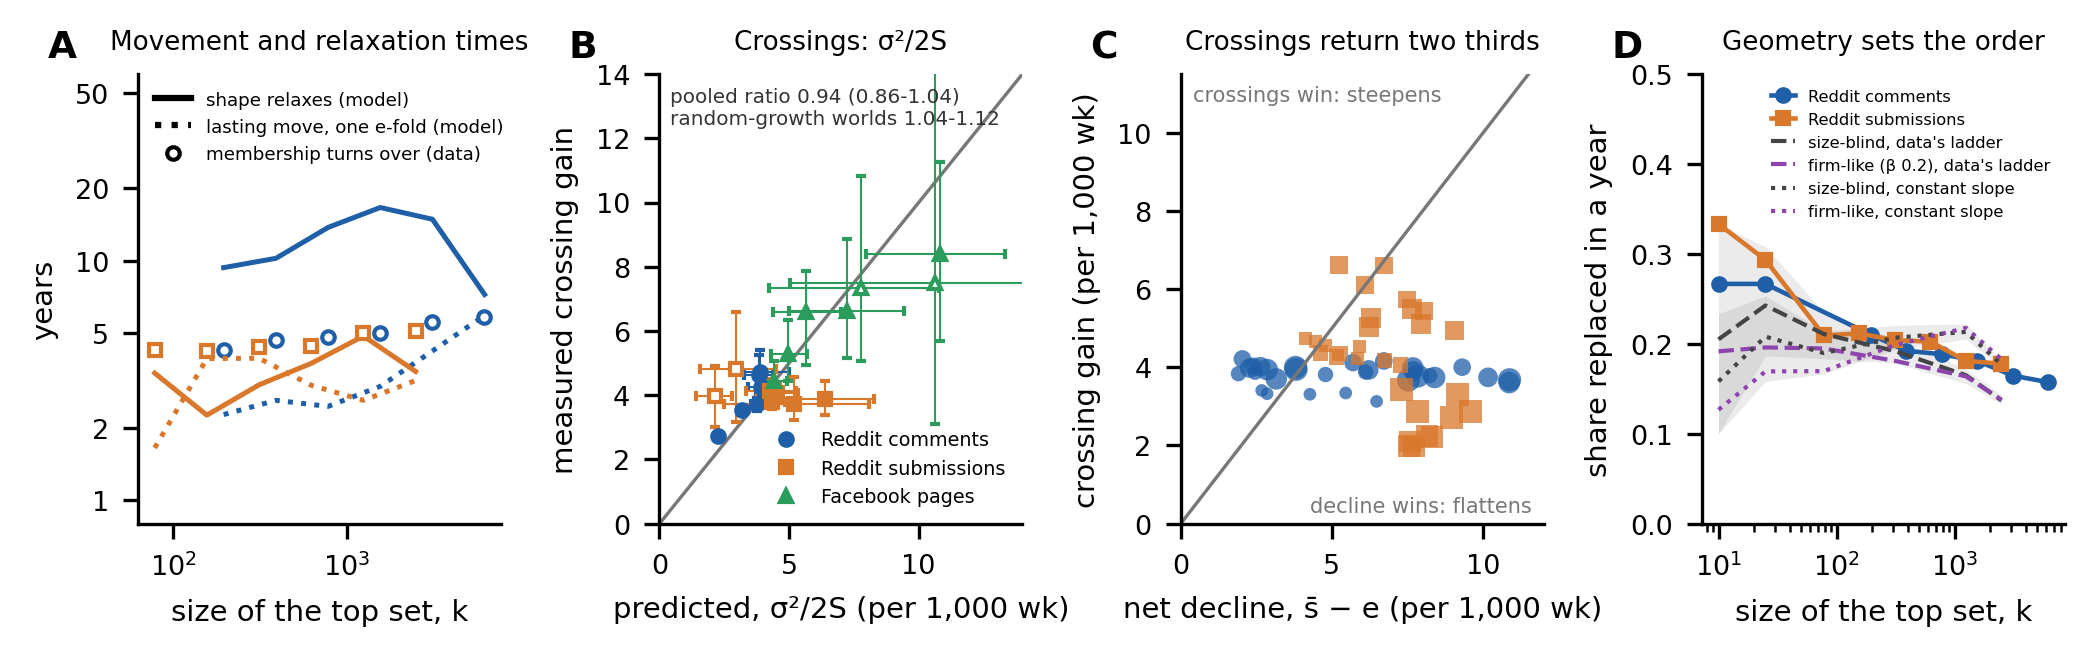 A
Movement and relaxation times
50
20
10
5
2
1
years
shape relaxes (model)
lasting move, one e-fold (model)
membership turns over (data)
10²
10³
size of the top set, k
B
Crossings: σ²/2S
14
12
10
8
6
4
2
0
measured crossing gain
pooled ratio 0.94 (0.86-1.04)
random-growth worlds 1.04-1.12
Reddit comments
Reddit submissions
Facebook pages
0
5
10
predicted, σ²/2S (per 1,000 wk)
C
Crossings return two thirds
10
8
6
4
2
0
crossing gain (per 1,000 wk)
crossings win: steepens
decline wins: flattens
0
5
10
net decline, s̄ − e (per 1,000 wk)
D
Geometry sets the order
0.5
0.4
0.3
0.2
0.1
0.0
share replaced in a year
Reddit comments
Reddit submissions
size-blind, data's ladder
firm-like (β 0.2), data's ladder
size-blind, constant slope
firm-like, constant slope
10¹
10²
10³
size of the top set, k